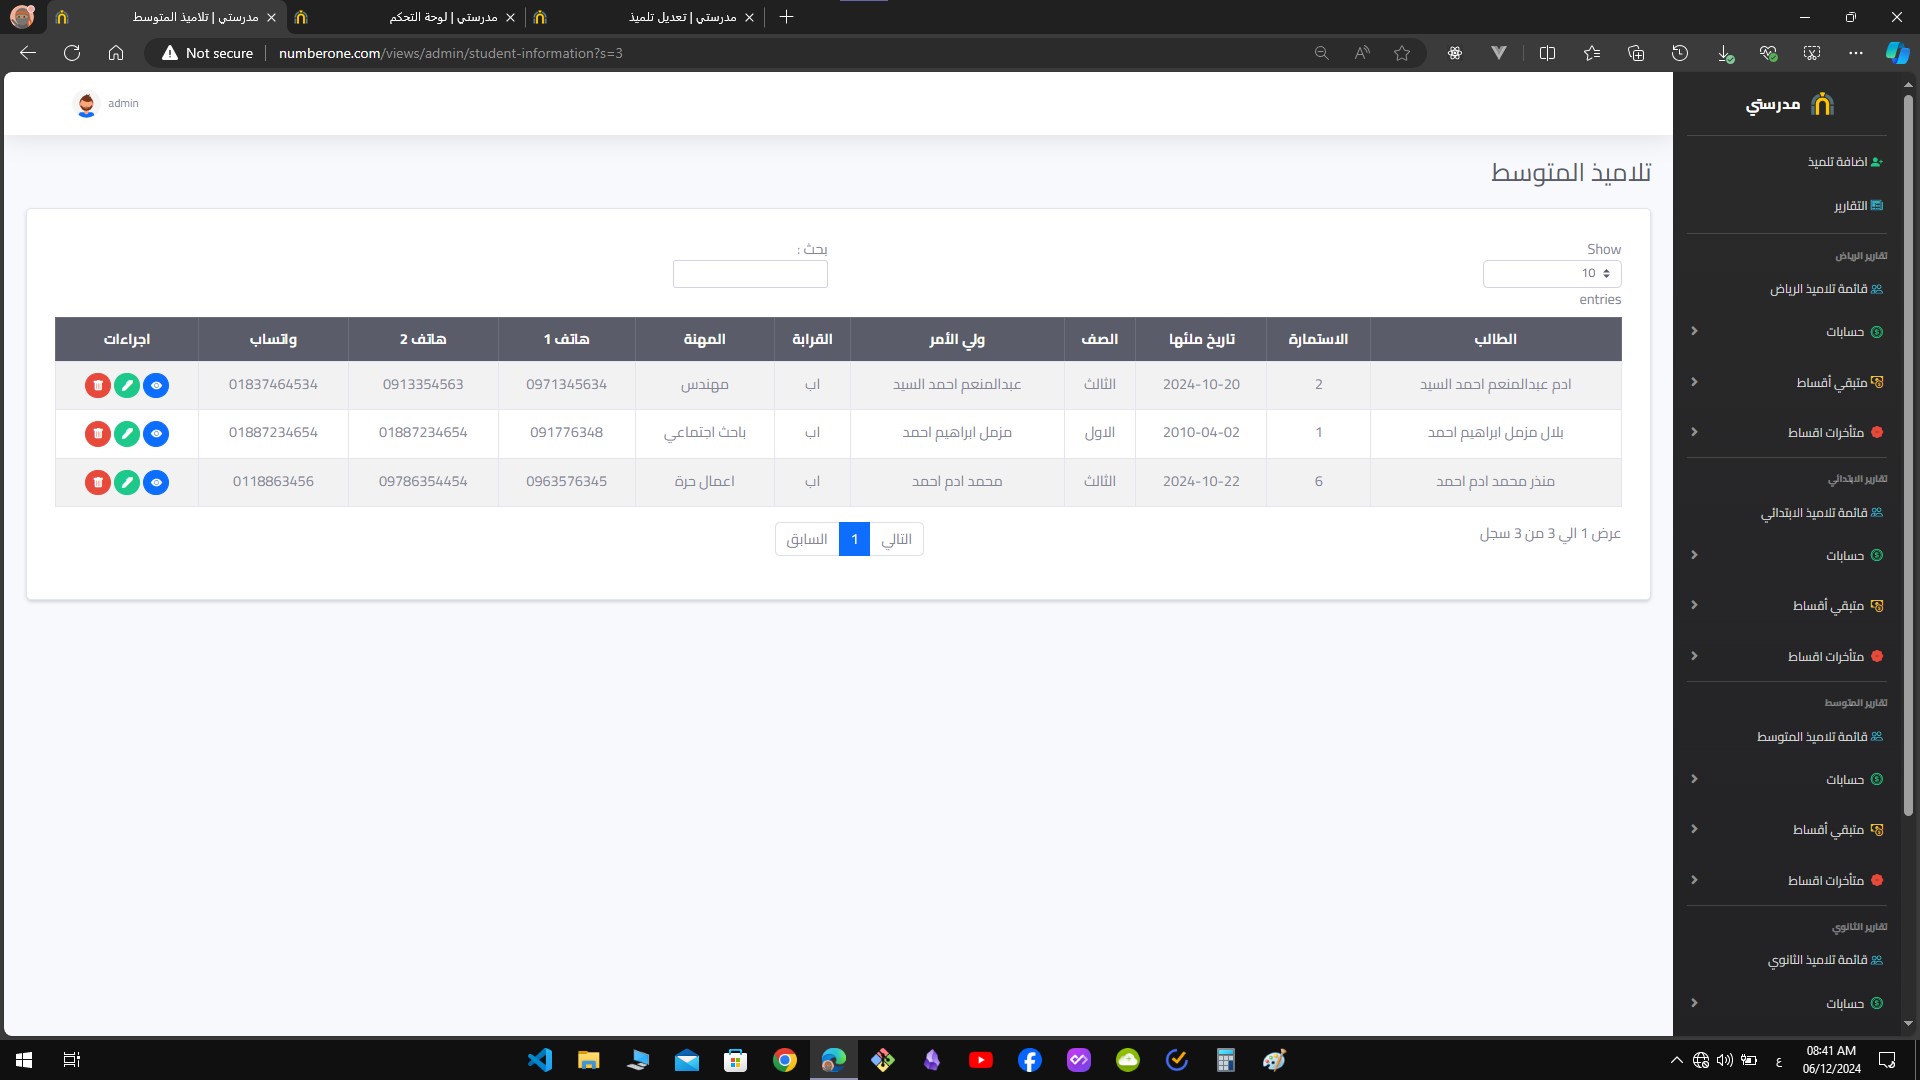 مدرستي | تلاميذ المتوسط
مدرستي | لوحة التحكم
مدرستي | تعديل تلميذ
Not secure
numberone.com/views/admin/student-information?s=3
admin
مدرستي
اضافة تلميذ
التقارير
تقارير الرياض
قائمة تلاميذ الرياض
حسابات
متبقي أقساط
متأخرات اقساط
تقارير الابتدائي
قائمة تلاميذ الابتدائي
حسابات
متبقي أقساط
متأخرات اقساط
تقارير المتوسط
قائمة تلاميذ المتوسط
حسابات
متبقي أقساط
متأخرات اقساط
تقارير الثانوي
قائمة تلاميذ الثانوي
حسابات
تلاميذ المتوسط
Show
10
entries
بحث :
الطالب الاستمارة تاريخ ملئها الصف ولي الأمر القرابة المهنة هاتف 1 هاتف 2 واتساب اجراءات
ادم عبدالمنعم احمد السيد 2 2024-10-20 الثالث عبدالمنعم احمد السيد اب مهندس 0971345634 0913354563 01837464534
بلال مزمل ابراهيم احمد 1 2010-04-02 الاول مزمل ابراهيم احمد اب باحث اجتماعي 091776348 01887234654 01887234654
منذر محمد ادم احمد 6 2024-10-22 الثالث محمد ادم احمد اب اعمال حرة 0963576345 09786354454 0118863456
عرض 1 الي 3 من 3 سجل
التالي 1 السابق
ع
08:41 AM
06/12/2024